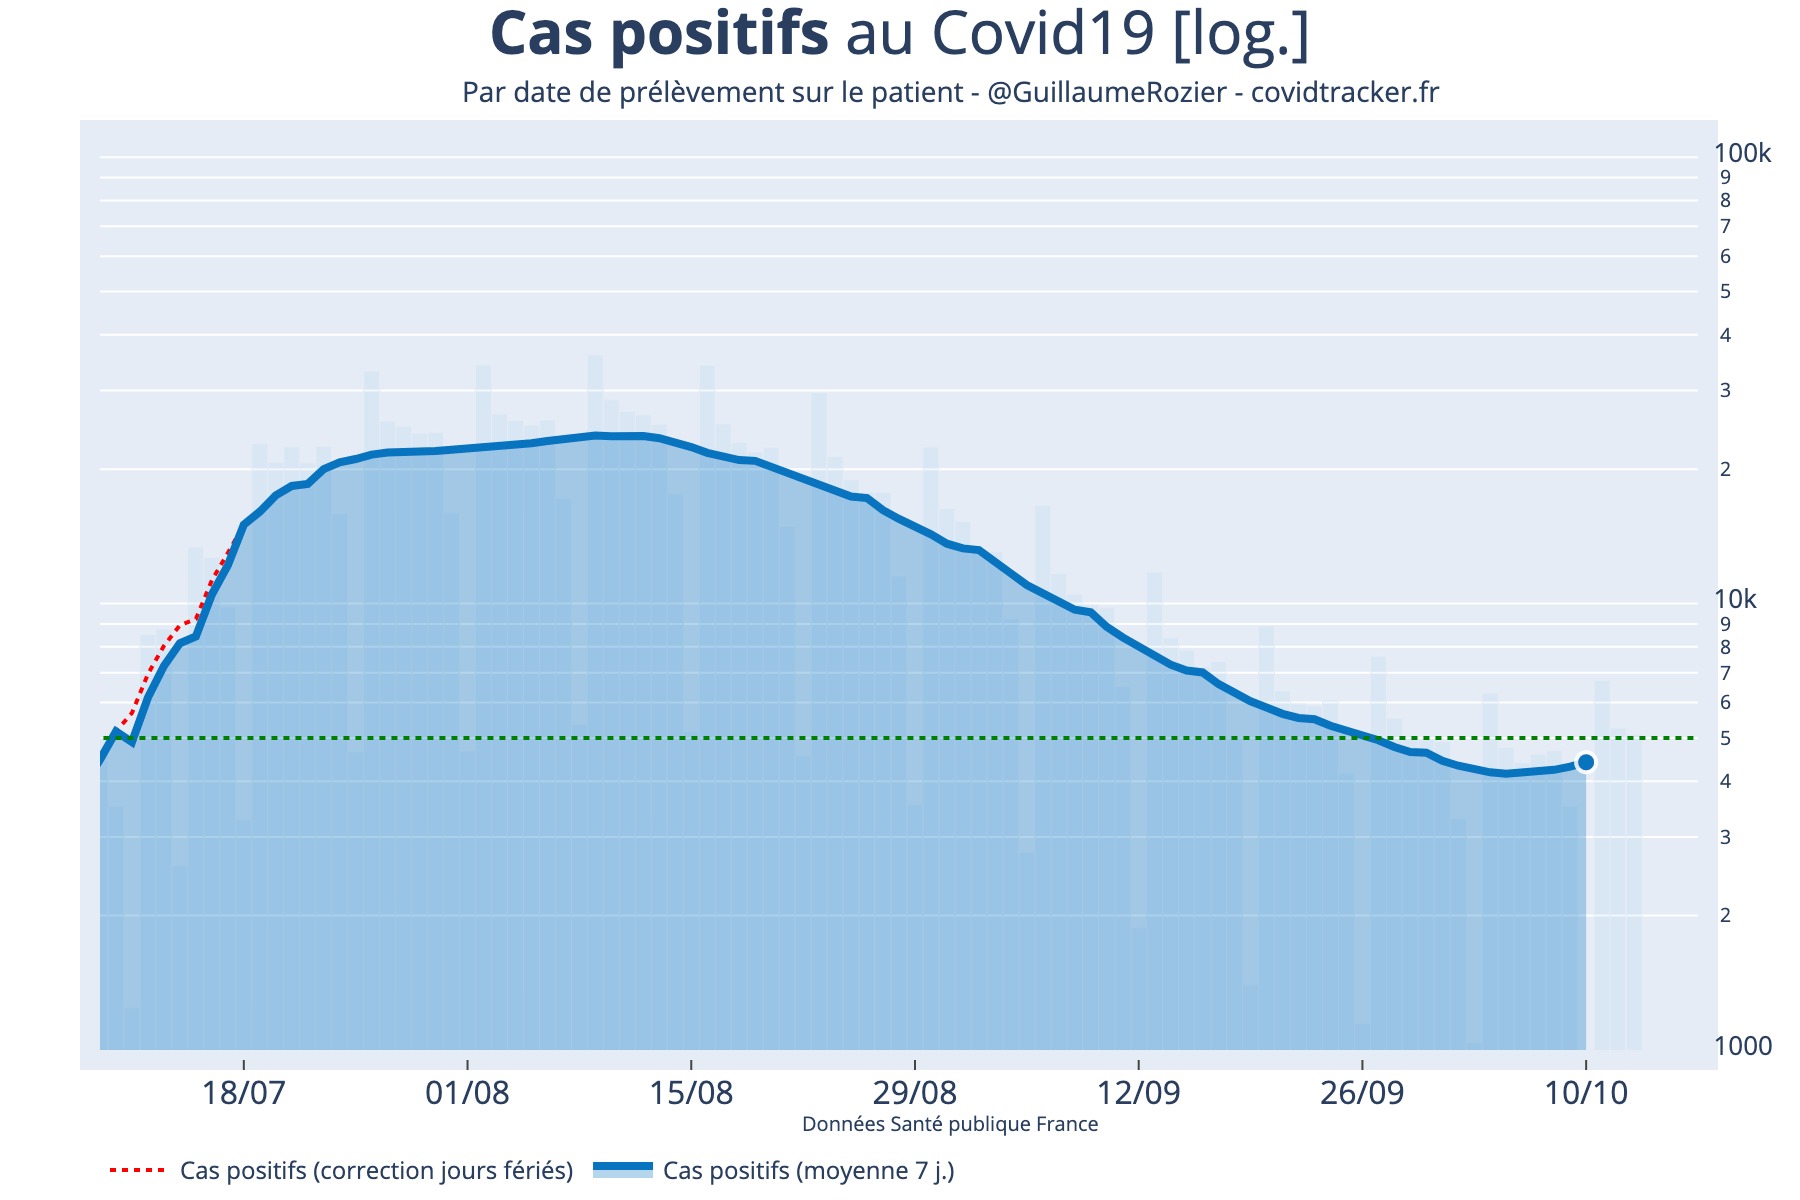 Cas positifs au Covid19 [log.]
Par date de prélèvement sur le patient - @GuillaumeRozier - covidtracker.fr
100k
9
8
7
6
5
4
3
2
10k
9
8
7
6
5
4
3
2
1000
18/07 01/08 15/08 29/08 12/09 26/09 10/10
Données Santé publique France
Cas positifs (correction jours fériés) Cas positifs (moyenne 7 j.)